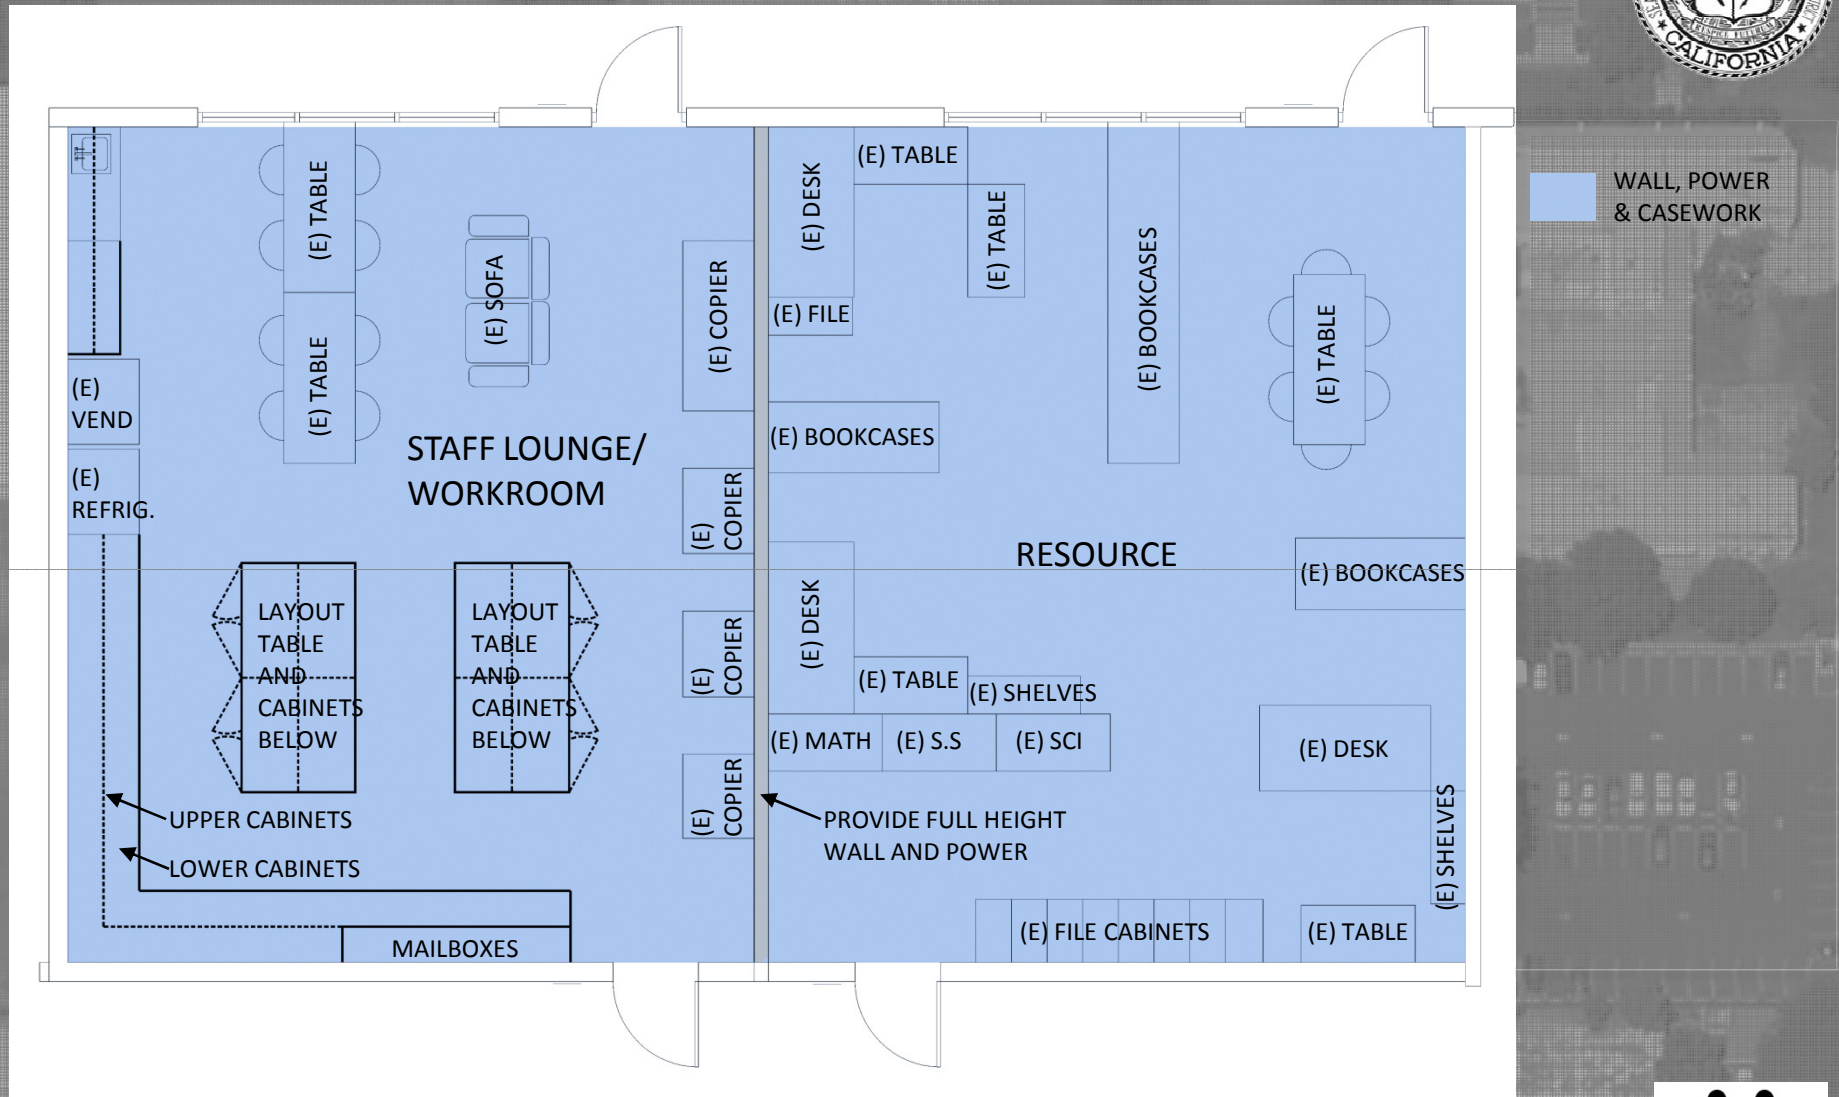 CALIFORNIA
WALL, POWER
& CASEWORK
(E) TABLE
(E) TABLE
(E) SOFA
(E) COPIER
(E)
VEND
(E)
REFRIG.
STAFF LOUNGE/
WORKROOM
(E)
COPIER
(E)
COPIER
(E)
COPIER
LAYOUT
TABLE
AND
CABINETS
BELOW
LAYOUT
TABLE
AND
CABINETS
BELOW
UPPER CABINETS
LOWER CABINETS
MAILBOXES
(E) DESK
(E) TABLE
(E) TABLE
(E) FILE
(E) BOOKCASES
(E) BOOKCASES
(E) TABLE
RESOURCE
(E) BOOKCASES
(E) DESK
(E) TABLE
(E) SHELVES
(E) MATH
(E) S.S
(E) SCI
(E) DESK
(E) SHELVES
PROVIDE FULL HEIGHT
WALL AND POWER
(E) FILE CABINETS
(E) TABLE